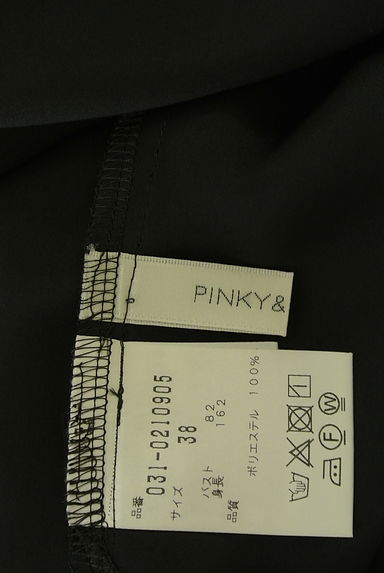 PINKY&
品番
031-0210905
サイズ 38
バスト 82
身長 162
品質
ポリエステル 100%
F
W